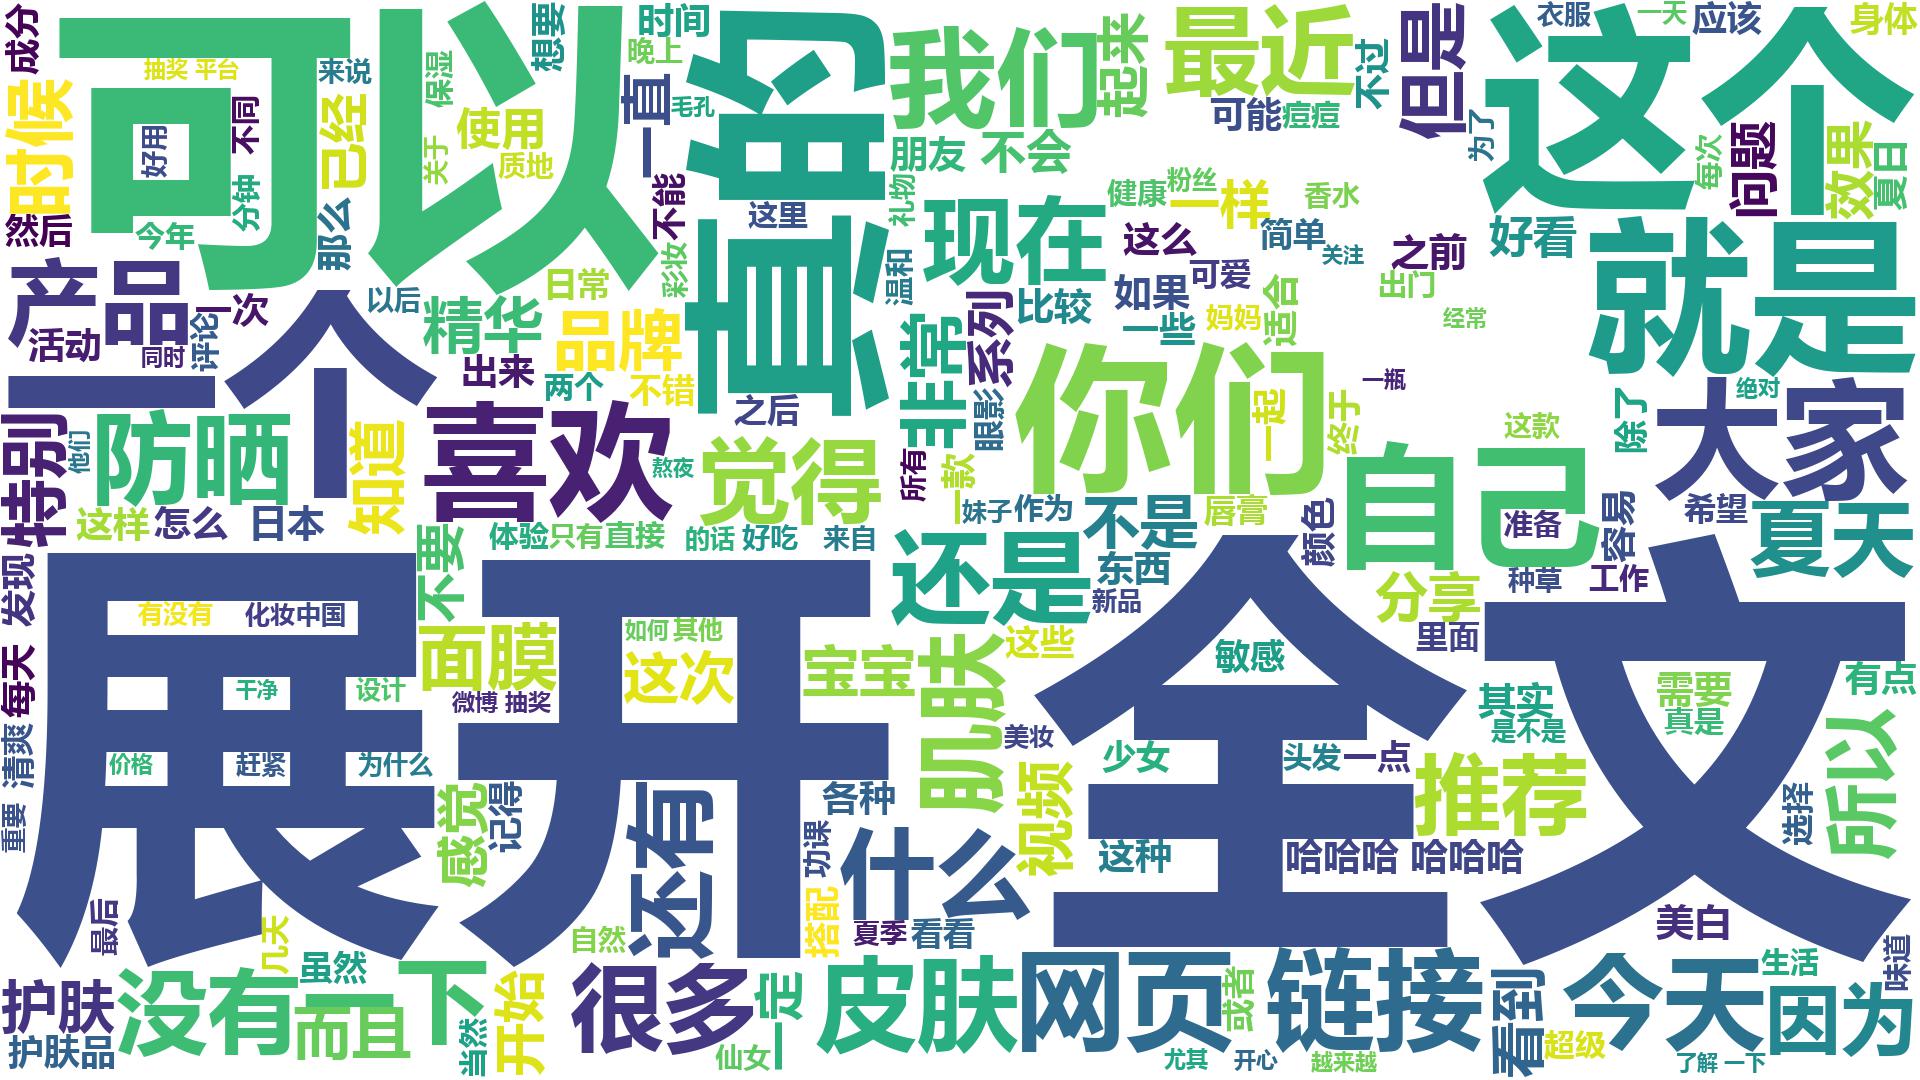 成分
可以
抽奖 平台
来说
保湿
想要
时间
晚上
真的
我们
起来
最近
不过
但是
这个
衣服
一天
应该
身体
时候
好用
不同
已经
使用
关于
质地
一直
毛孔
朋友
不会
可能
痘痘
为了
每次
问题
效果
夏日
然后
今年
分钟
那么
不能
这里
礼物
健康
粉丝
一样
香水
现在
这么
简单
关注
之前
好看
就是
产品
一次
活动
同时
评论
以后
日常
彩妆
精华
品牌
温和
系列
比较
如果
可爱
一些
妈妈
适合
出门
经常
一个
出来
两个
不错
之后
非常
眼影
你们
一起
终于
一瓶
这款
除了
绝对
大家
特别
他们
防晒
知道
喜欢
熬夜
觉得
所有
一款
自己
这样
怎么
日本
不要
体验
只有
直接
的话
好吃
来自
妹子
作为
不是
唇膏
颜色
准备
容易
希望
夏天
发现
展开
有没有
化妆
中国
面膜
如何
其他
这次
宝宝
还是
东西
新品
肌肤
这些
全文
敏感
分享
种草
工作
里面
每天
干净
设计
微博 抽奖
美妆
其实
是不是
需要
真是
有点
清爽
价格
赶紧
为什么
感觉
记得
还有
各种
视频
少女
头发
一点
推荐
选择
所以
重要
功课
什么
这种
哈哈哈 哈哈哈
最后
几天
自然
搭配
夏季
看看
美白
味道
护肤
没有
虽然
而且
一下
开始
很多
一定
皮肤
网页
或者
链接
看到
今天
生活
因为
护肤品
当然
仙女
尤其
开心
越来越
超级
了解 一下